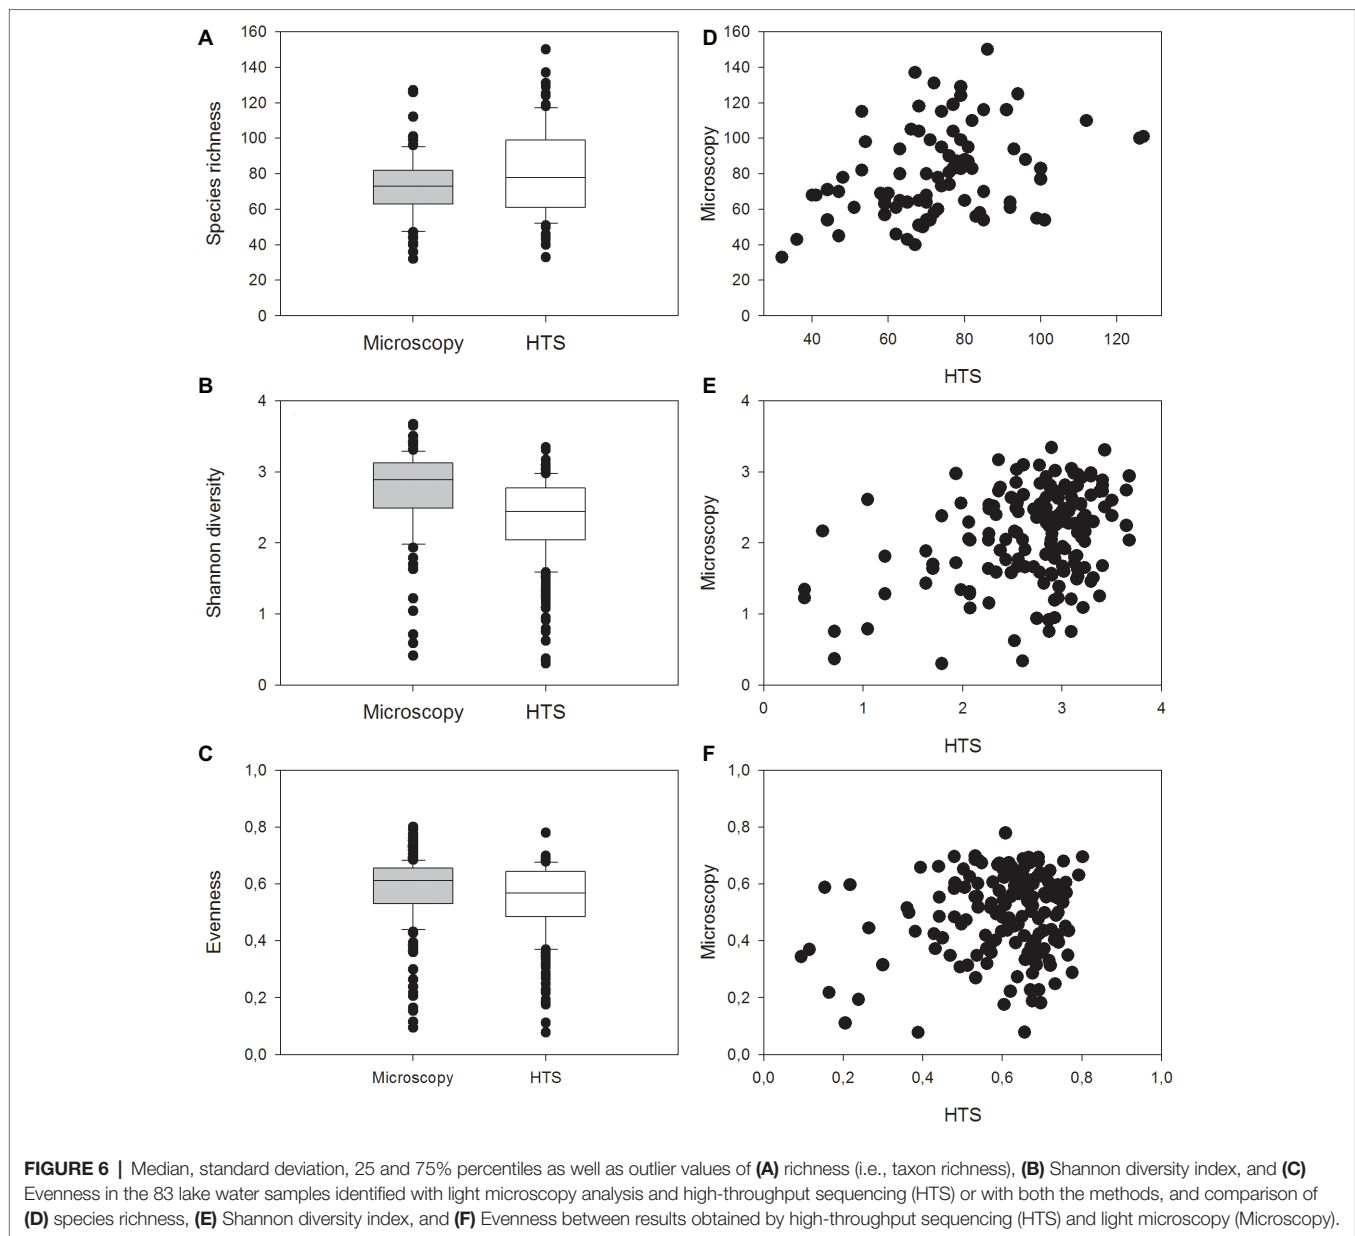 A
160
140
120
100
80
60
40
20
0
Species richness
Microscopy
HTS
D
160
140
120
100
80
60
40
20
0
Microscopy
40
60
80
100
120
HTS
B
4
3
2
1
0
Shannon diversity
Microscopy
HTS
E
4
3
2
1
0
Microscopy
0
1
2
3
4
HTS
C
1,0
0,8
0,6
0,4
0,2
0,0
Evenness
Microscopy
HTS
F
1,0
0,8
0,6
0,4
0,2
0,0
Microscopy
0,0
0,2
0,4
0,6
0,8
1,0
HTS
FIGURE 6 | Median, standard deviation, 25 and 75% percentiles as well as outlier values of (A) richness (i.e., taxon richness), (B) Shannon diversity index, and (C)
Evenness in the 83 lake water samples identified with light microscopy analysis and high-throughput sequencing (HTS) or with both the methods, and comparison of
(D) species richness, (E) Shannon diversity index, and (F) Evenness between results obtained by high-throughput sequencing (HTS) and light microscopy (Microscopy).